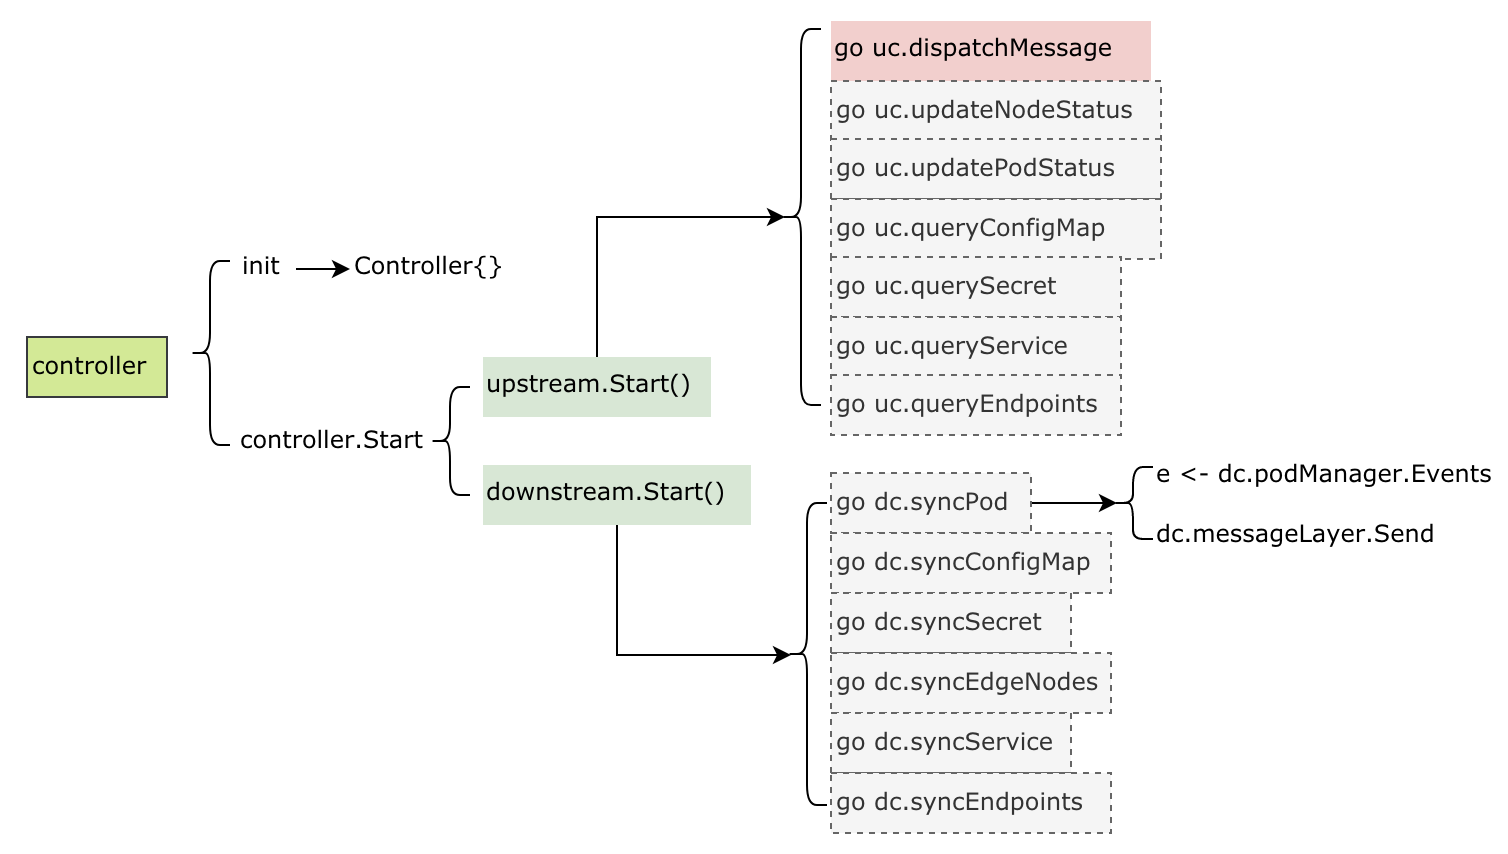 controller
init
Controller{}
controller.Start
upstream.Start()
downstream.Start()
go uc.dispatchMessage
go uc.updateNodeStatus
go uc.updatePodStatus
go uc.queryConfigMap
go uc.querySecret
go uc.queryService
go uc.queryEndpoints
go dc.syncPod
go dc.syncConfigMap
go dc.syncSecret
go dc.syncEdgeNodes
go dc.syncService
go dc.syncEndpoints
e <- dc.podManager.Events
dc.messageLayer.Send